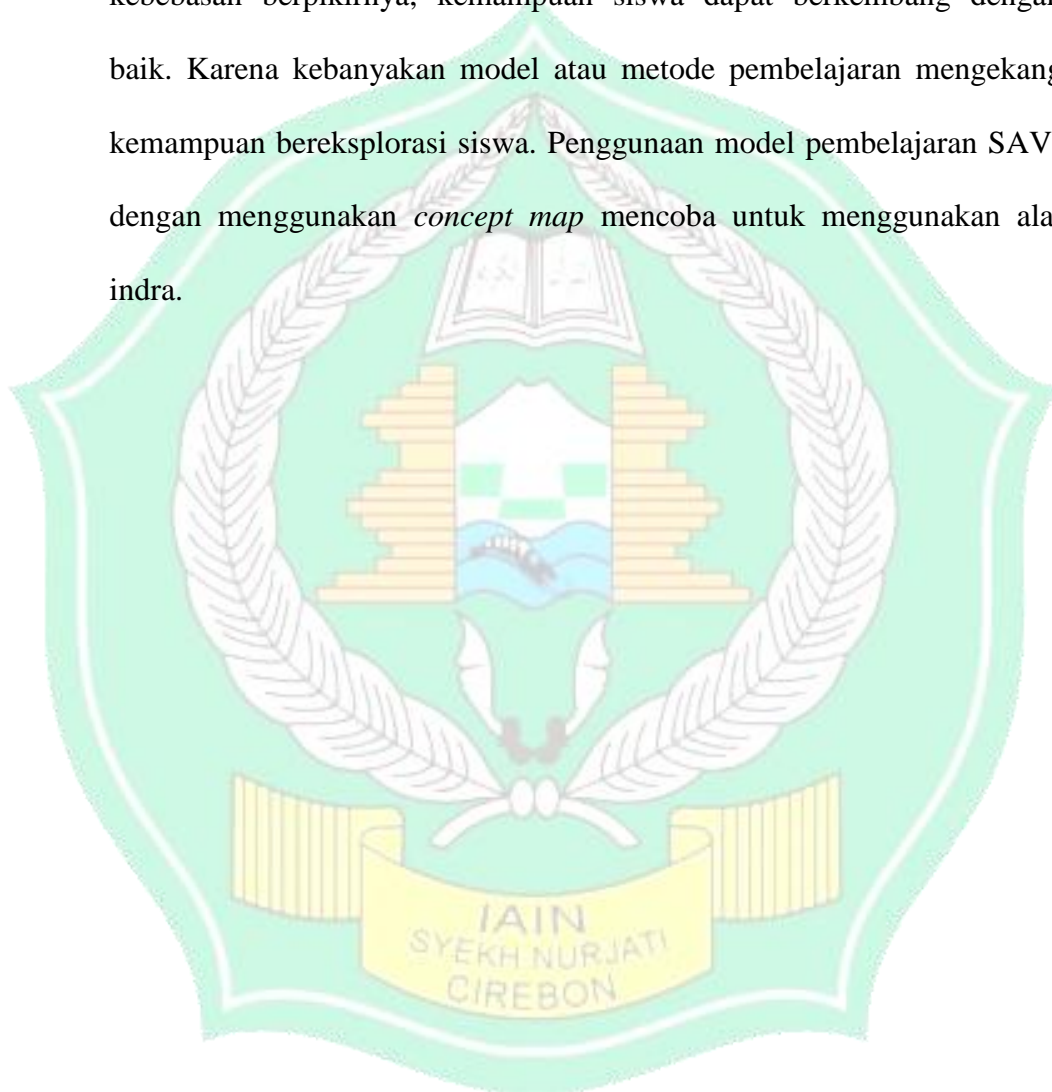 kebebasan berpikirnya, kemampuan siswa dapat berkembang dengan
baik. Karena kebanyakan model atau metode pembelajaran mengekang
kemampuan bereksplorasi siswa. Penggunaan model pembelajaran SAV
dengan menggunakan concept map mencoba untuk menggunakan ala
indra.
IAIN
SYEKH NURJATI
CIREBON